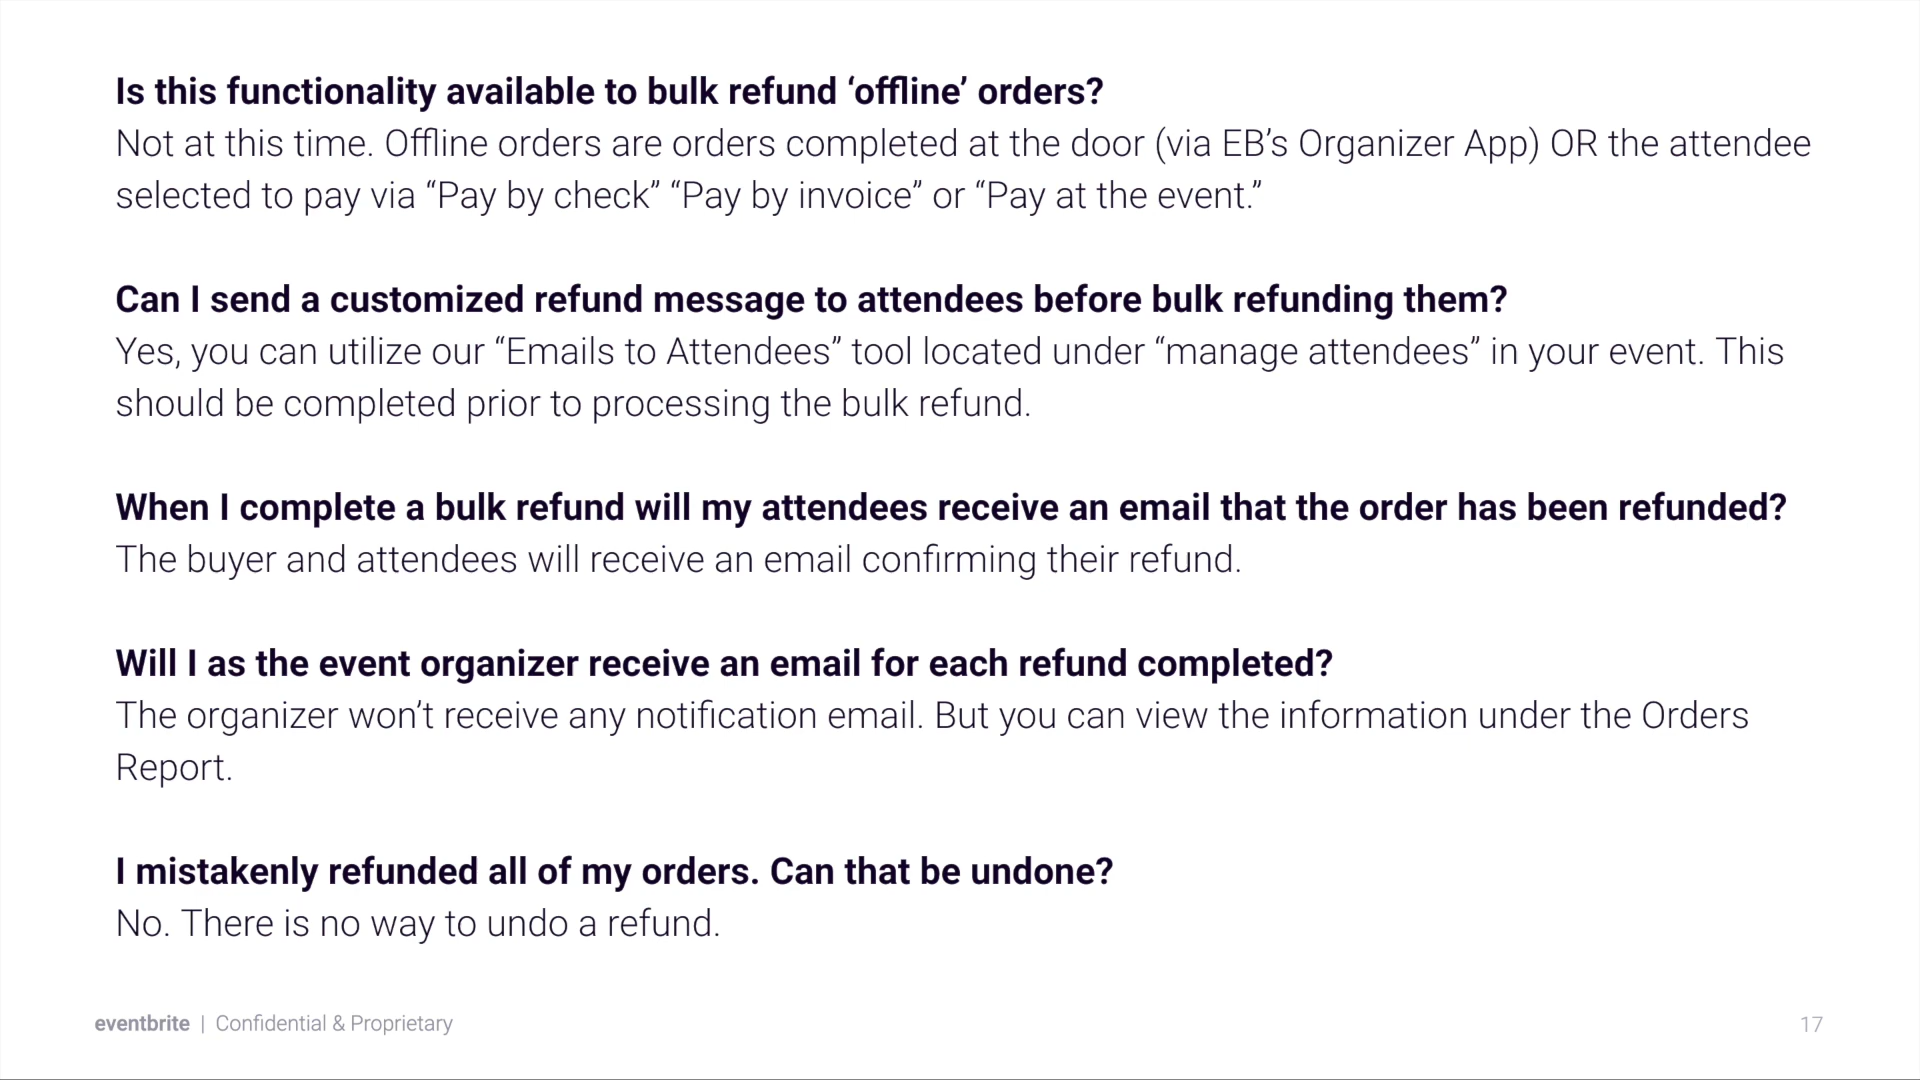 Is this functionality available to bulk refund ‘offline’ orders?
Not at this time. Offline orders are orders completed at the door (via EB’s Organizer App) OR the attendee
selected to pay via “Pay by check” “Pay by invoice” or “Pay at the event.”
Can I send a customized refund message to attendees before bulk refunding them?
Yes, you can utilize our “Emails to Attendees” tool located under “manage attendees” in your event. This
should be completed prior to processing the bulk refund.
When I complete a bulk refund will my attendees receive an email that the order has been refunded?
The buyer and attendees will receive an email confirming their refund.
Will I as the event organizer receive an email for each refund completed?
The organizer won’t receive any notification email. But you can view the information under the Orders
Report.
I mistakenly refunded all of my orders. Can that be undone?
No. There is no way to undo a refund.
eventbrite | Confidential & Proprietary
17